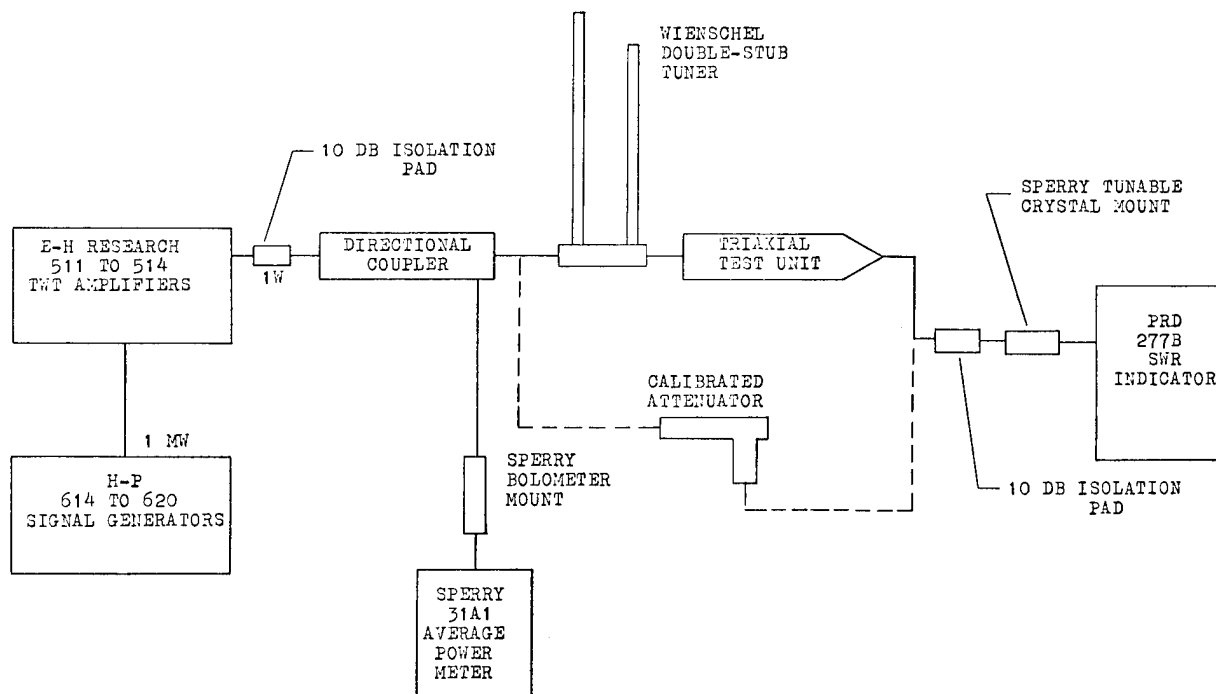 WIENSCHEL
DOUBLE-STUB
TUNER
10 DB ISOLATION
PAD
SPERRY TUNABLE
CRYSTAL MOUNT
E-H RESEARCH
511 TO 514
TWT AMPLIFIERS
1W
DIRECTIONAL
COUPLER
TRIAXIAL
TEST UNIT
PRD
277B
SWR
INDICATOR
CALIBRATED
ATTENUATOR
1 MW
H-P
614 TO 620
SIGNAL GENERATORS
SPERRY
BOLOMETER
MOUNT
10 DB ISOLATION
PAD
SPERRY
31A1
AVERAGE
POWER
METER